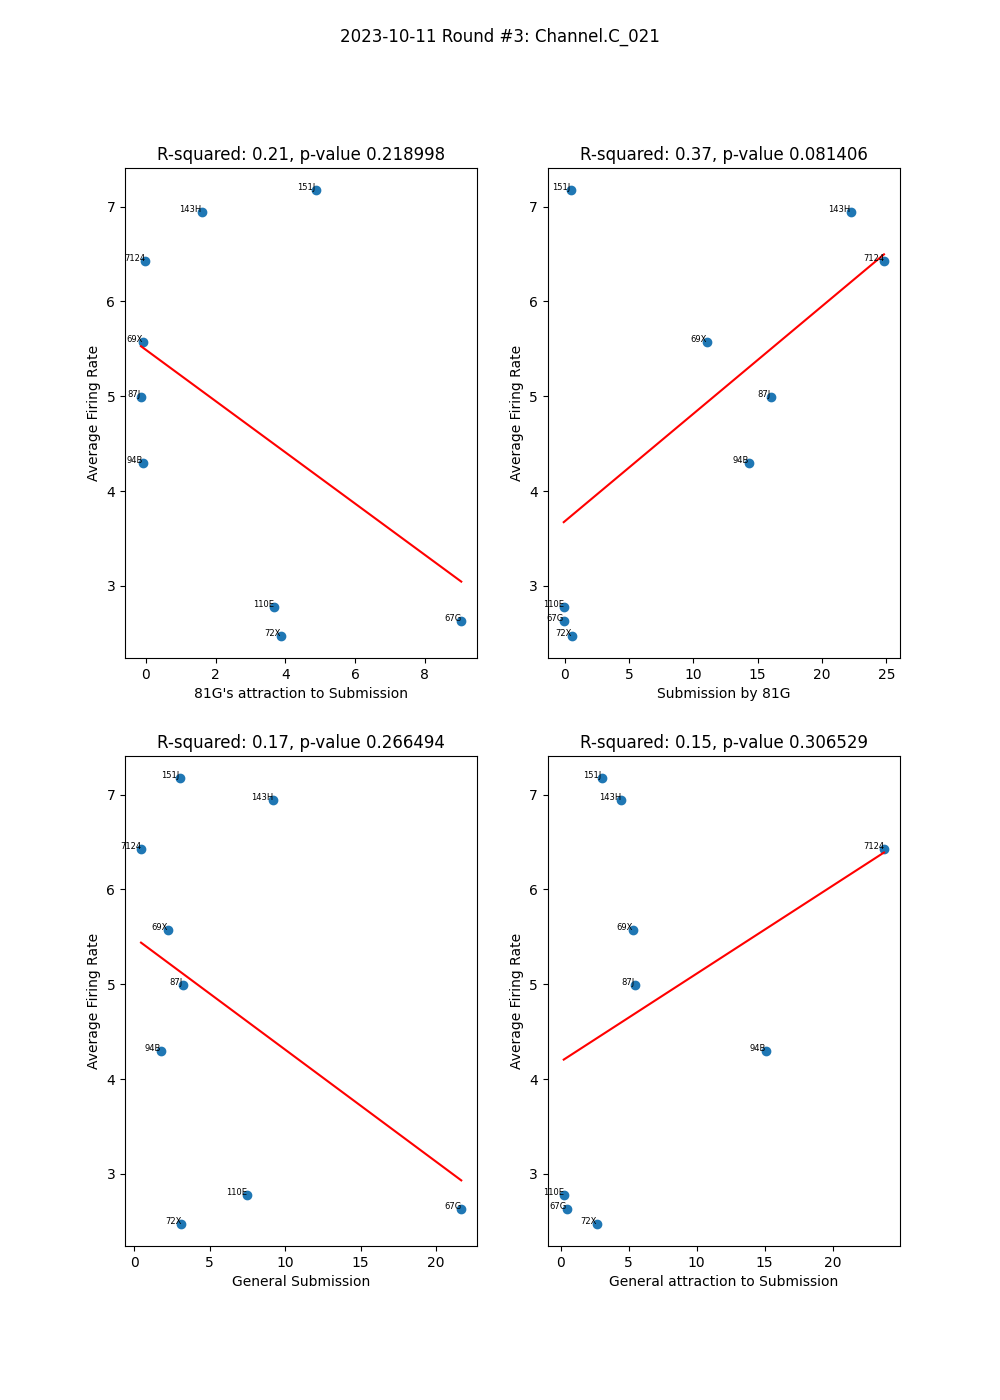 2023-10-11 Round #3: Channel.C_021
R-squared: 0.21, p-value 0.218998
Average Firing Rate
7
6
5
4
3
151J
143H
7124
69X
87J
94B
110E
67G
72X
0 2 4 6 8
81G's attraction to Submission
R-squared: 0.37, p-value 0.081406
Average Firing Rate
7
6
5
4
3
151J
143H
7124
69X
87J
94B
110E
67G
72X
0 5 10 15 20 25
Submission by 81G
R-squared: 0.17, p-value 0.266494
Average Firing Rate
7
6
5
4
3
151J
143H
7124
69X
87J
94B
110E
67G
72X
0 5 10 15 20
General Submission
R-squared: 0.15, p-value 0.306529
Average Firing Rate
7
6
5
4
3
151J
143H
7124
69X
87J
94B
110E
67G
72X
0 5 10 15 20
General attraction to Submission